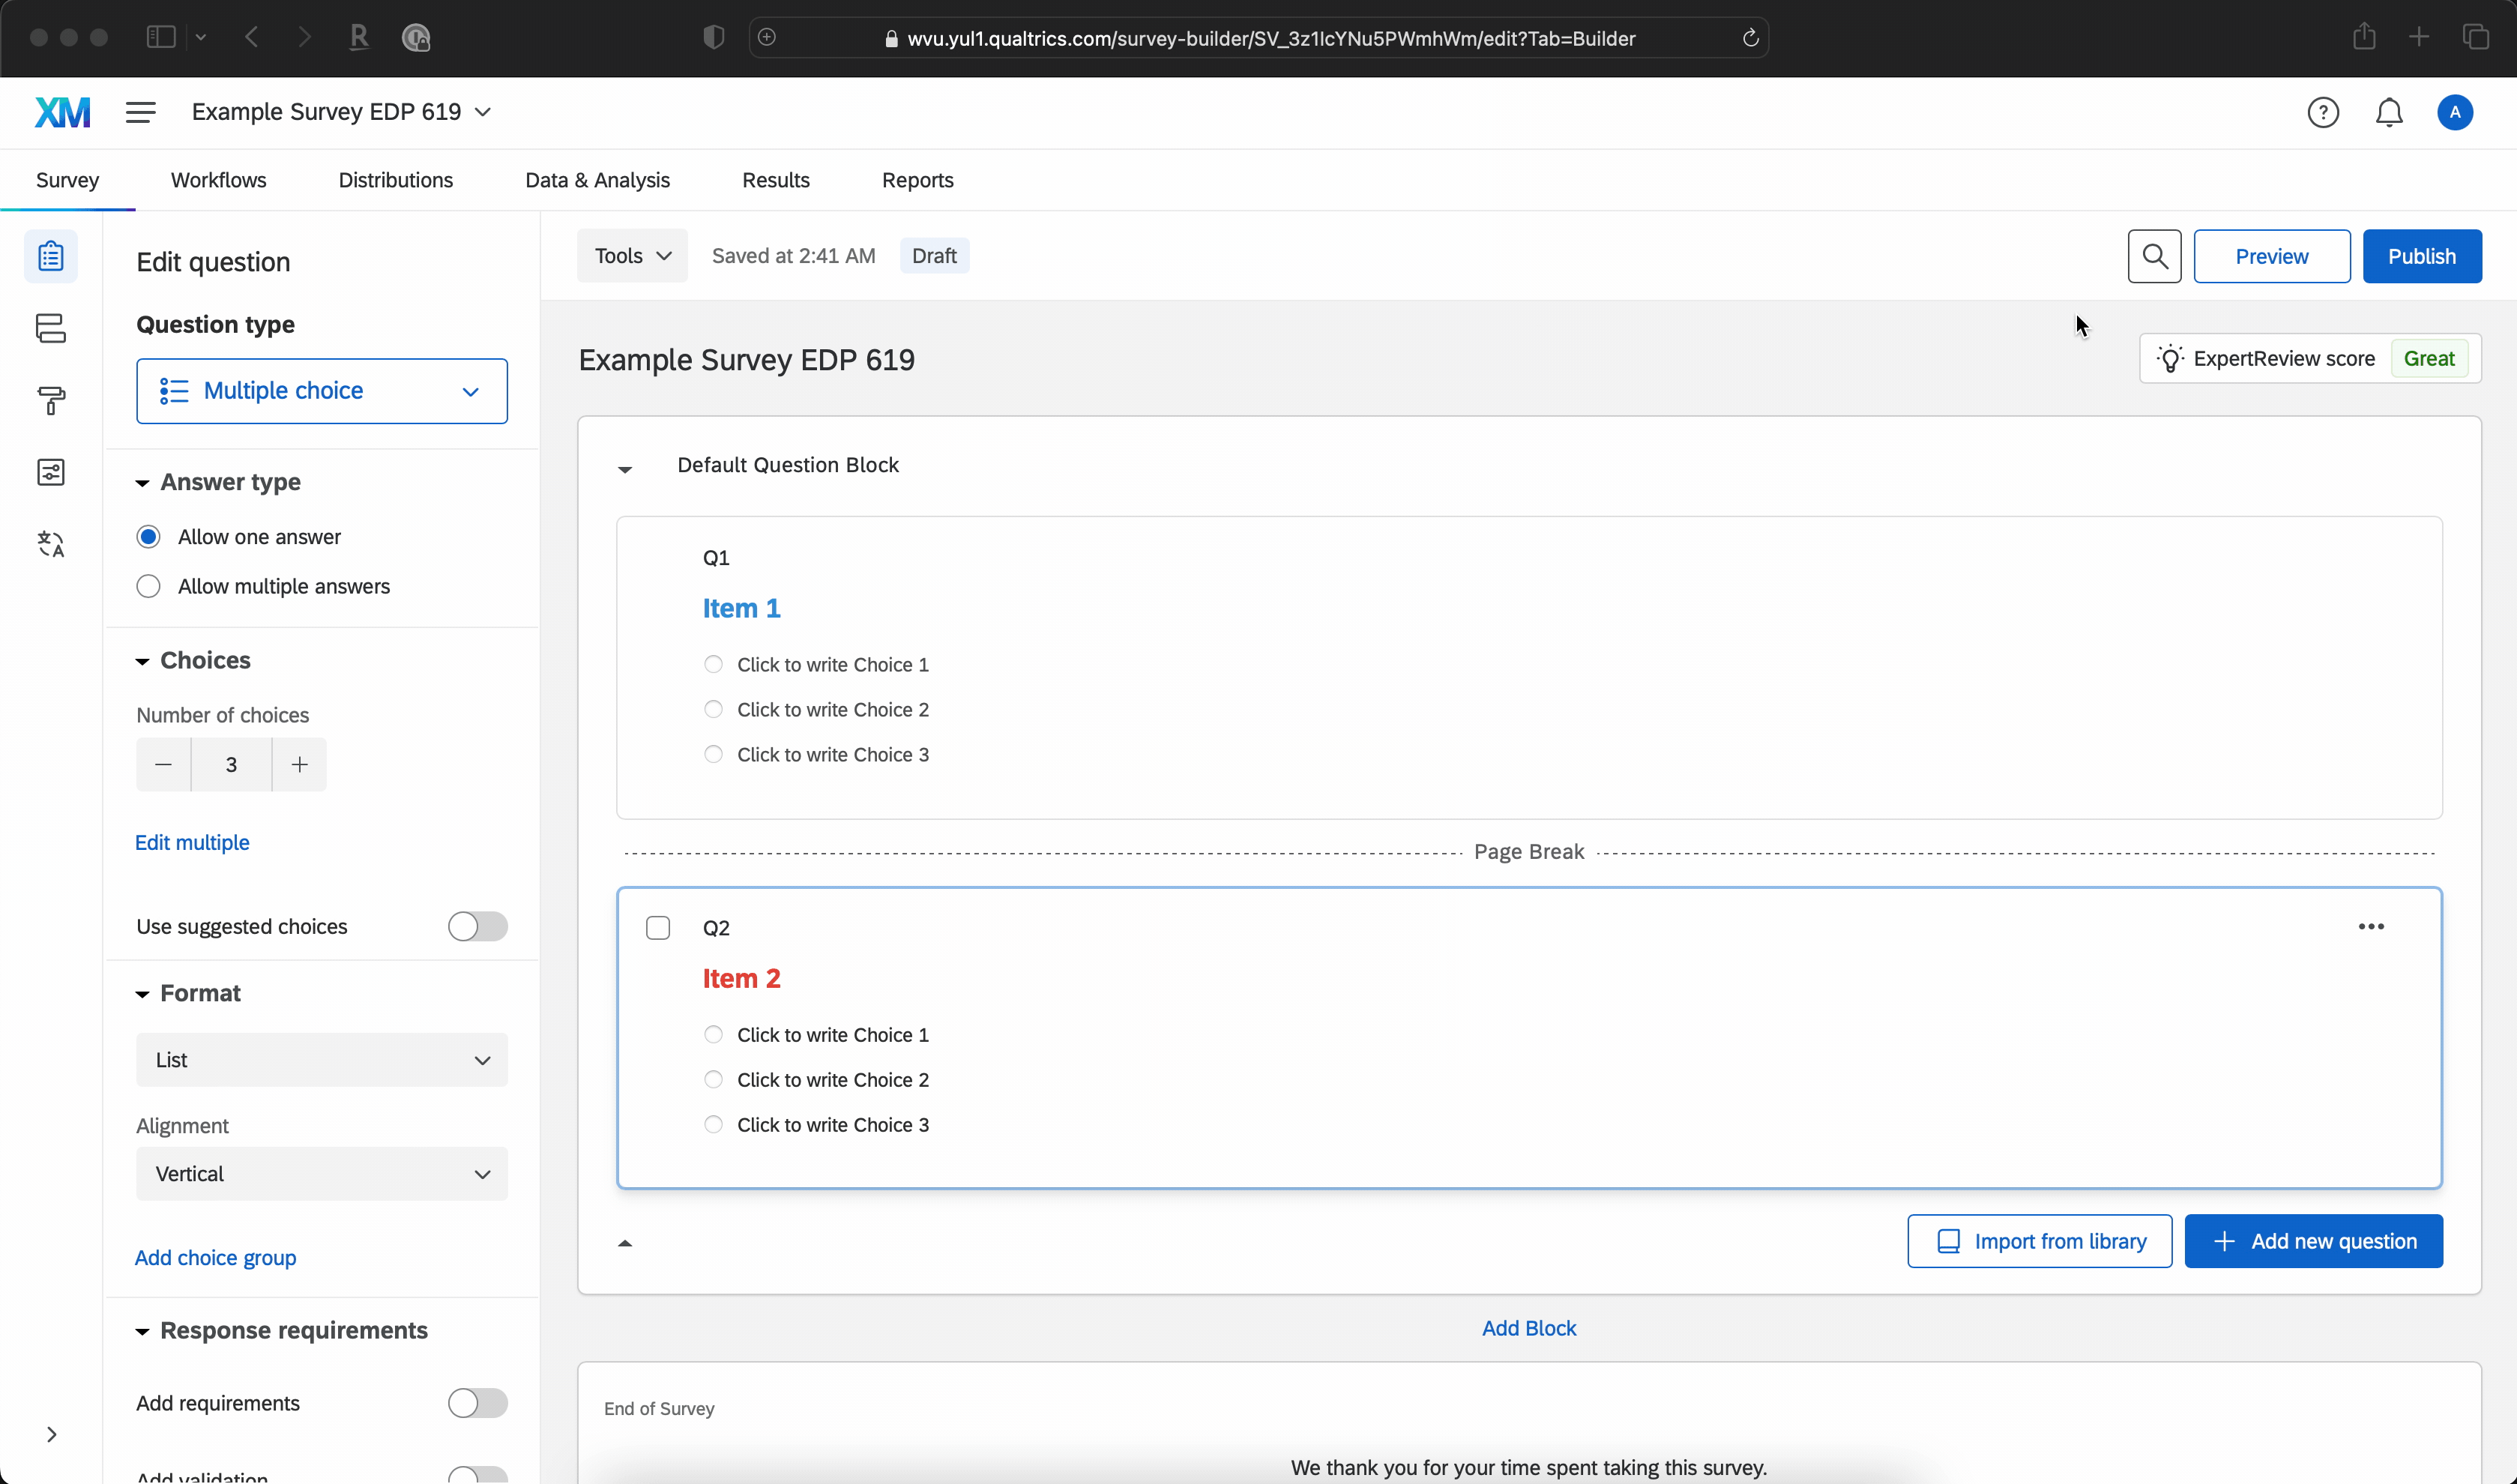 wvu.yul1.qualtrics.com/survey-builder/SV_3z1lcYNu5PWmhWm/edit?Tab=Builder
XM
Example Survey EDP 619
A
Survey
Workflows
Distributions
Data & Analysis
Results
Reports
Edit question
Tools
Saved at 2:41 AM
Draft
Preview
Publish
Question type
Multiple choice
Example Survey EDP 619
ExpertReview score
Great
Answer type
Allow one answer
Allow multiple answers
Choices
Number of choices
3
Edit multiple
Use suggested choices
Format
List
Alignment
Vertical
Add choice group
Response requirements
Add requirements
Add validation
Default Question Block
Q1
Item 1
Click to write Choice 1
Click to write Choice 2
Click to write Choice 3
Page Break
Q2
Item 2
Click to write Choice 1
Click to write Choice 2
Click to write Choice 3
Import from library
Add new question
Add Block
End of Survey
We thank you for your time spent taking this survey.